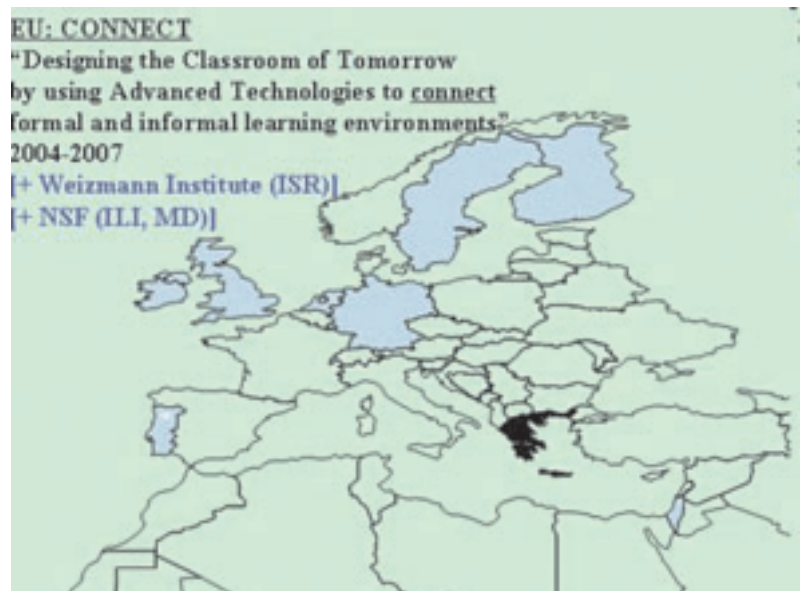 EU: CONNECT
“Designing the Classroom of Tomorrow
by using Advanced Technologies to connect
formal and informal learning environments”
2004-2007
[+ Weizmann Institute (ISR)]
[+ NSF (ILI, MD)]